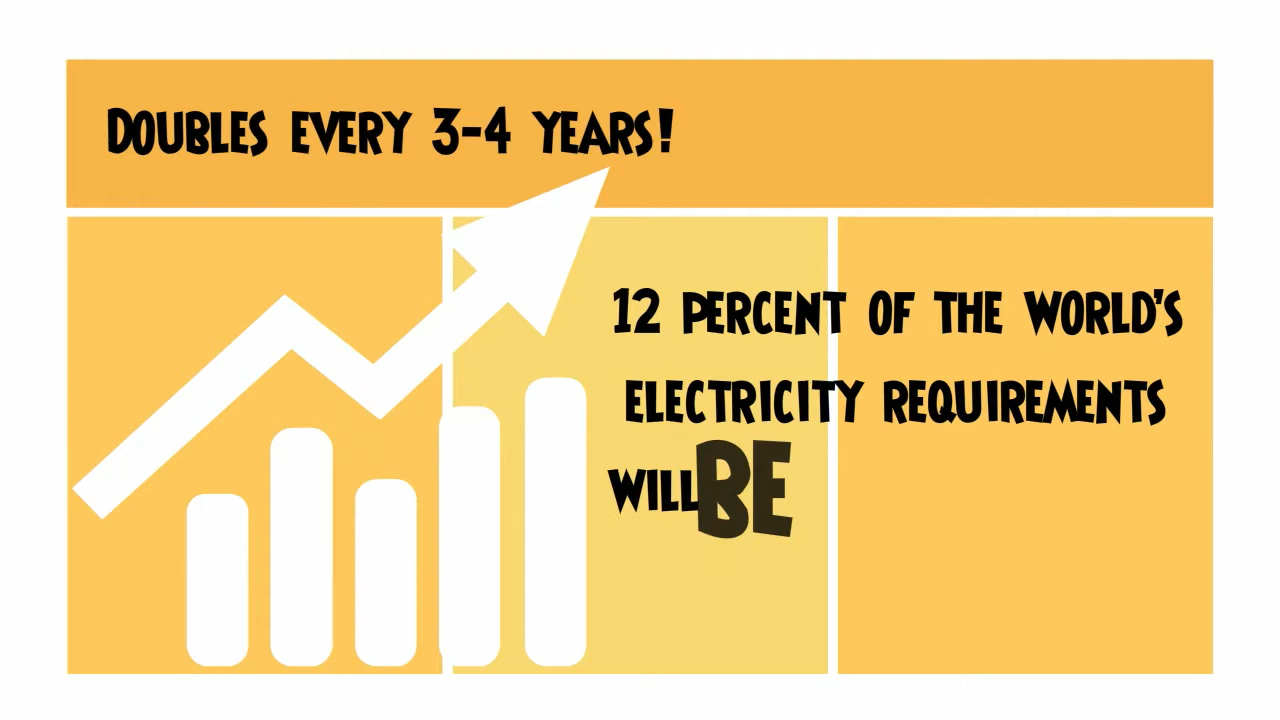 Doubles every 3-4 years!
12 percent of the world's
electricity requirements
will be